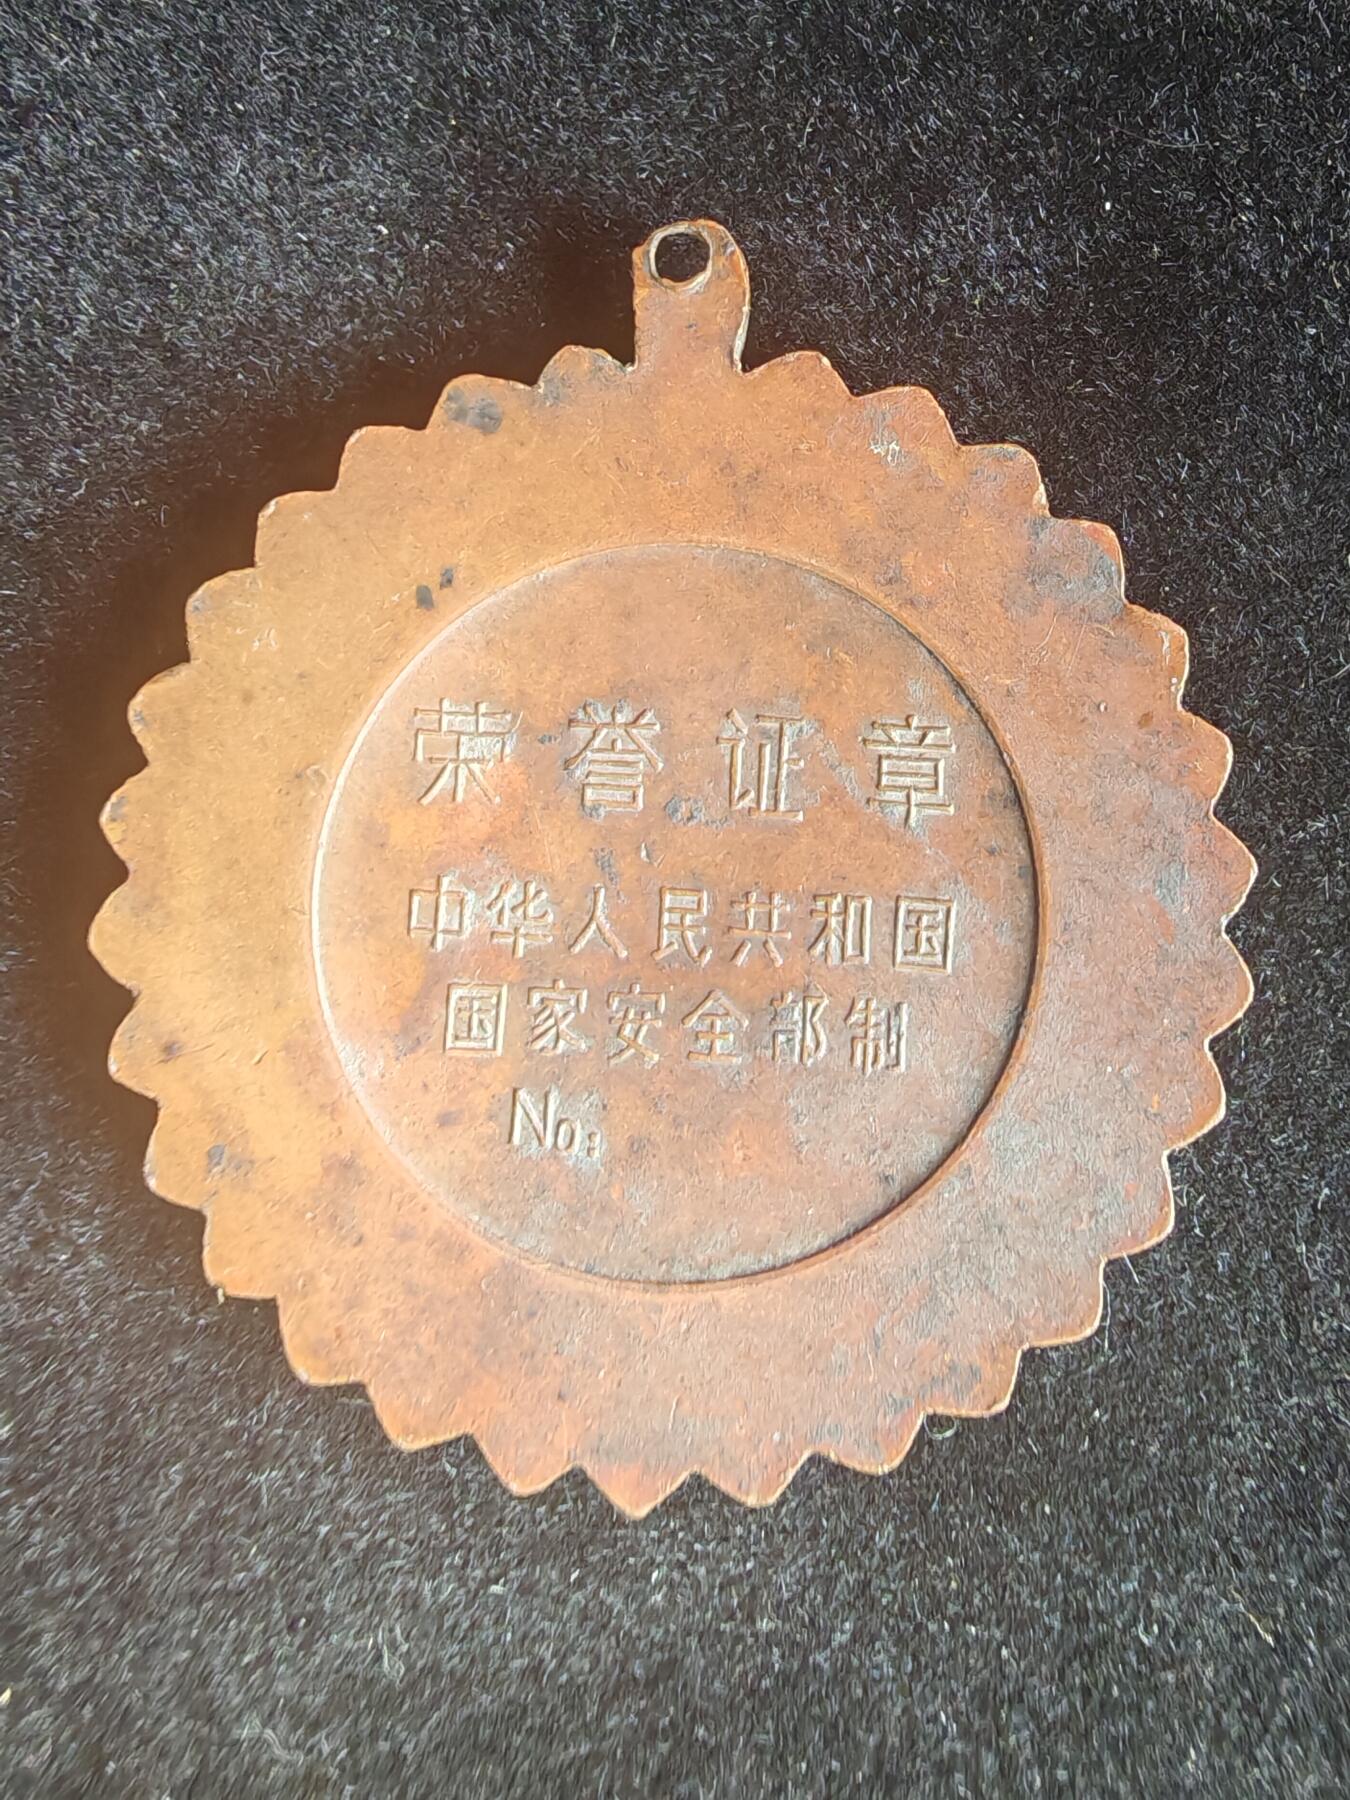 荣誉证章
中华人民共和国
国家安全部制
No: